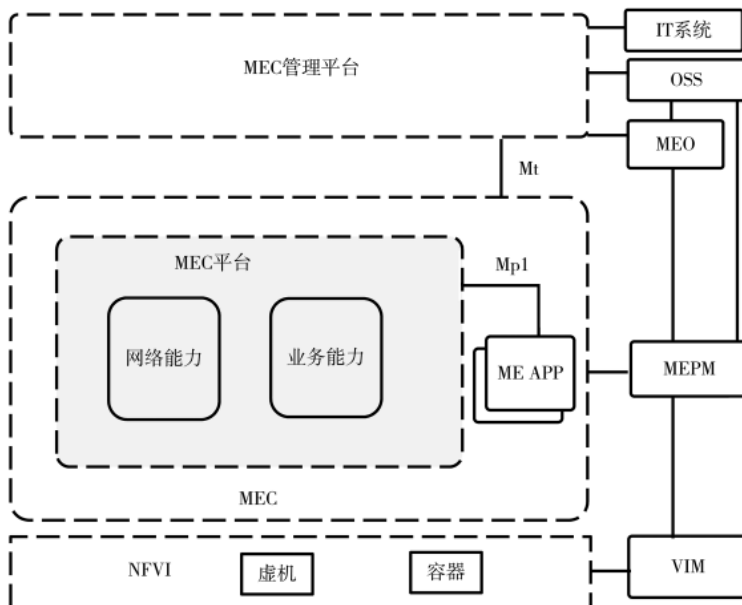 IT系统
MEC管理平台
OSS
MEO
Mt
MEC平台
Mp1
网络能力
业务能力
ME APP
MEPM
MEC
NFVI
虚机
容器
VIM